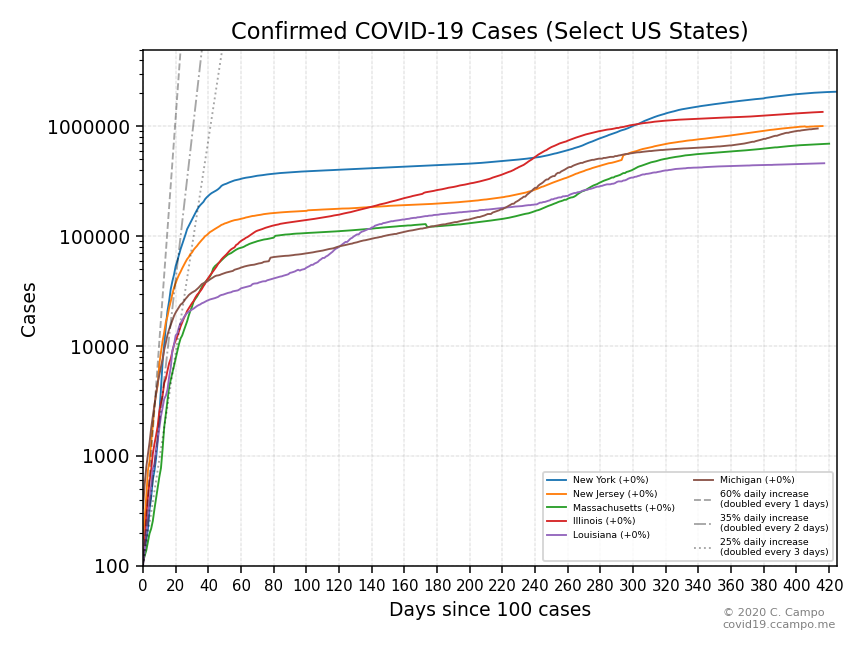 Confirmed COVID-19 Cases (Select US States)
Cases
1000000
100000
10000
1000
100
0 20 40 60 80 100 120 140 160 180 200 220 240 260 280 300 320 340 360 380 400 420
Days since 100 cases
New York (+0%)
New Jersey (+0%)
Massachusetts (+0%)
Illinois (+0%)
Louisiana (+0%)
Michigan (+0%)
60% daily increase
(doubled every 1 days)
35% daily increase
(doubled every 2 days)
25% daily increase
(doubled every 3 days)
© 2020 C. Campo
covid19.ccampo.me